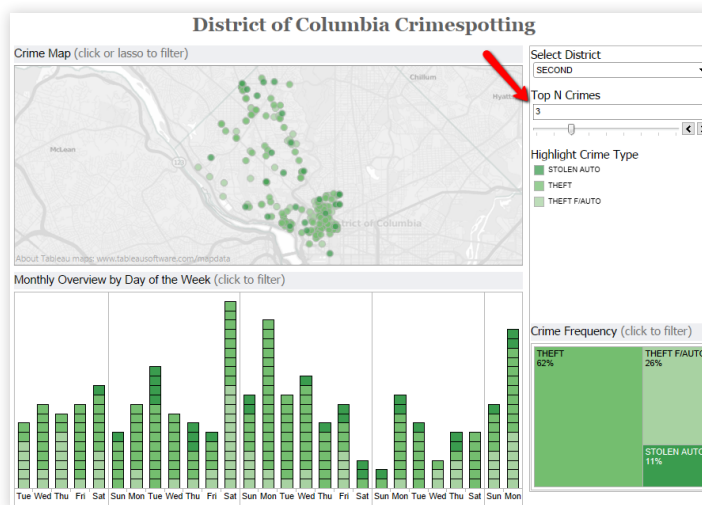 District of Columbia Crimespotting
Crime Map (click or lasso to filter)
Select District
SECOND
Top N Crimes
3
Highlight Crime Type
STOLEN AUTO
THEFT
THEFT F/AUTO
Chillum
McLean
District of Columbia
About Tableau maps: www.tableausoftware.com/mapdata
Monthly Overview by Day of the Week (click to filter)
Crime Frequency (click to filter)
THEFT
62%
THEFT F/AUTO
26%
STOLEN AUTO
11%
Tue Wed Thu Fri Sat Sun Mon Tue Wed Thu Fri Sat Sun Mon Tue Wed Thu Fri Sat Sun Mon Tue Wed Thu Sat Sun Mon